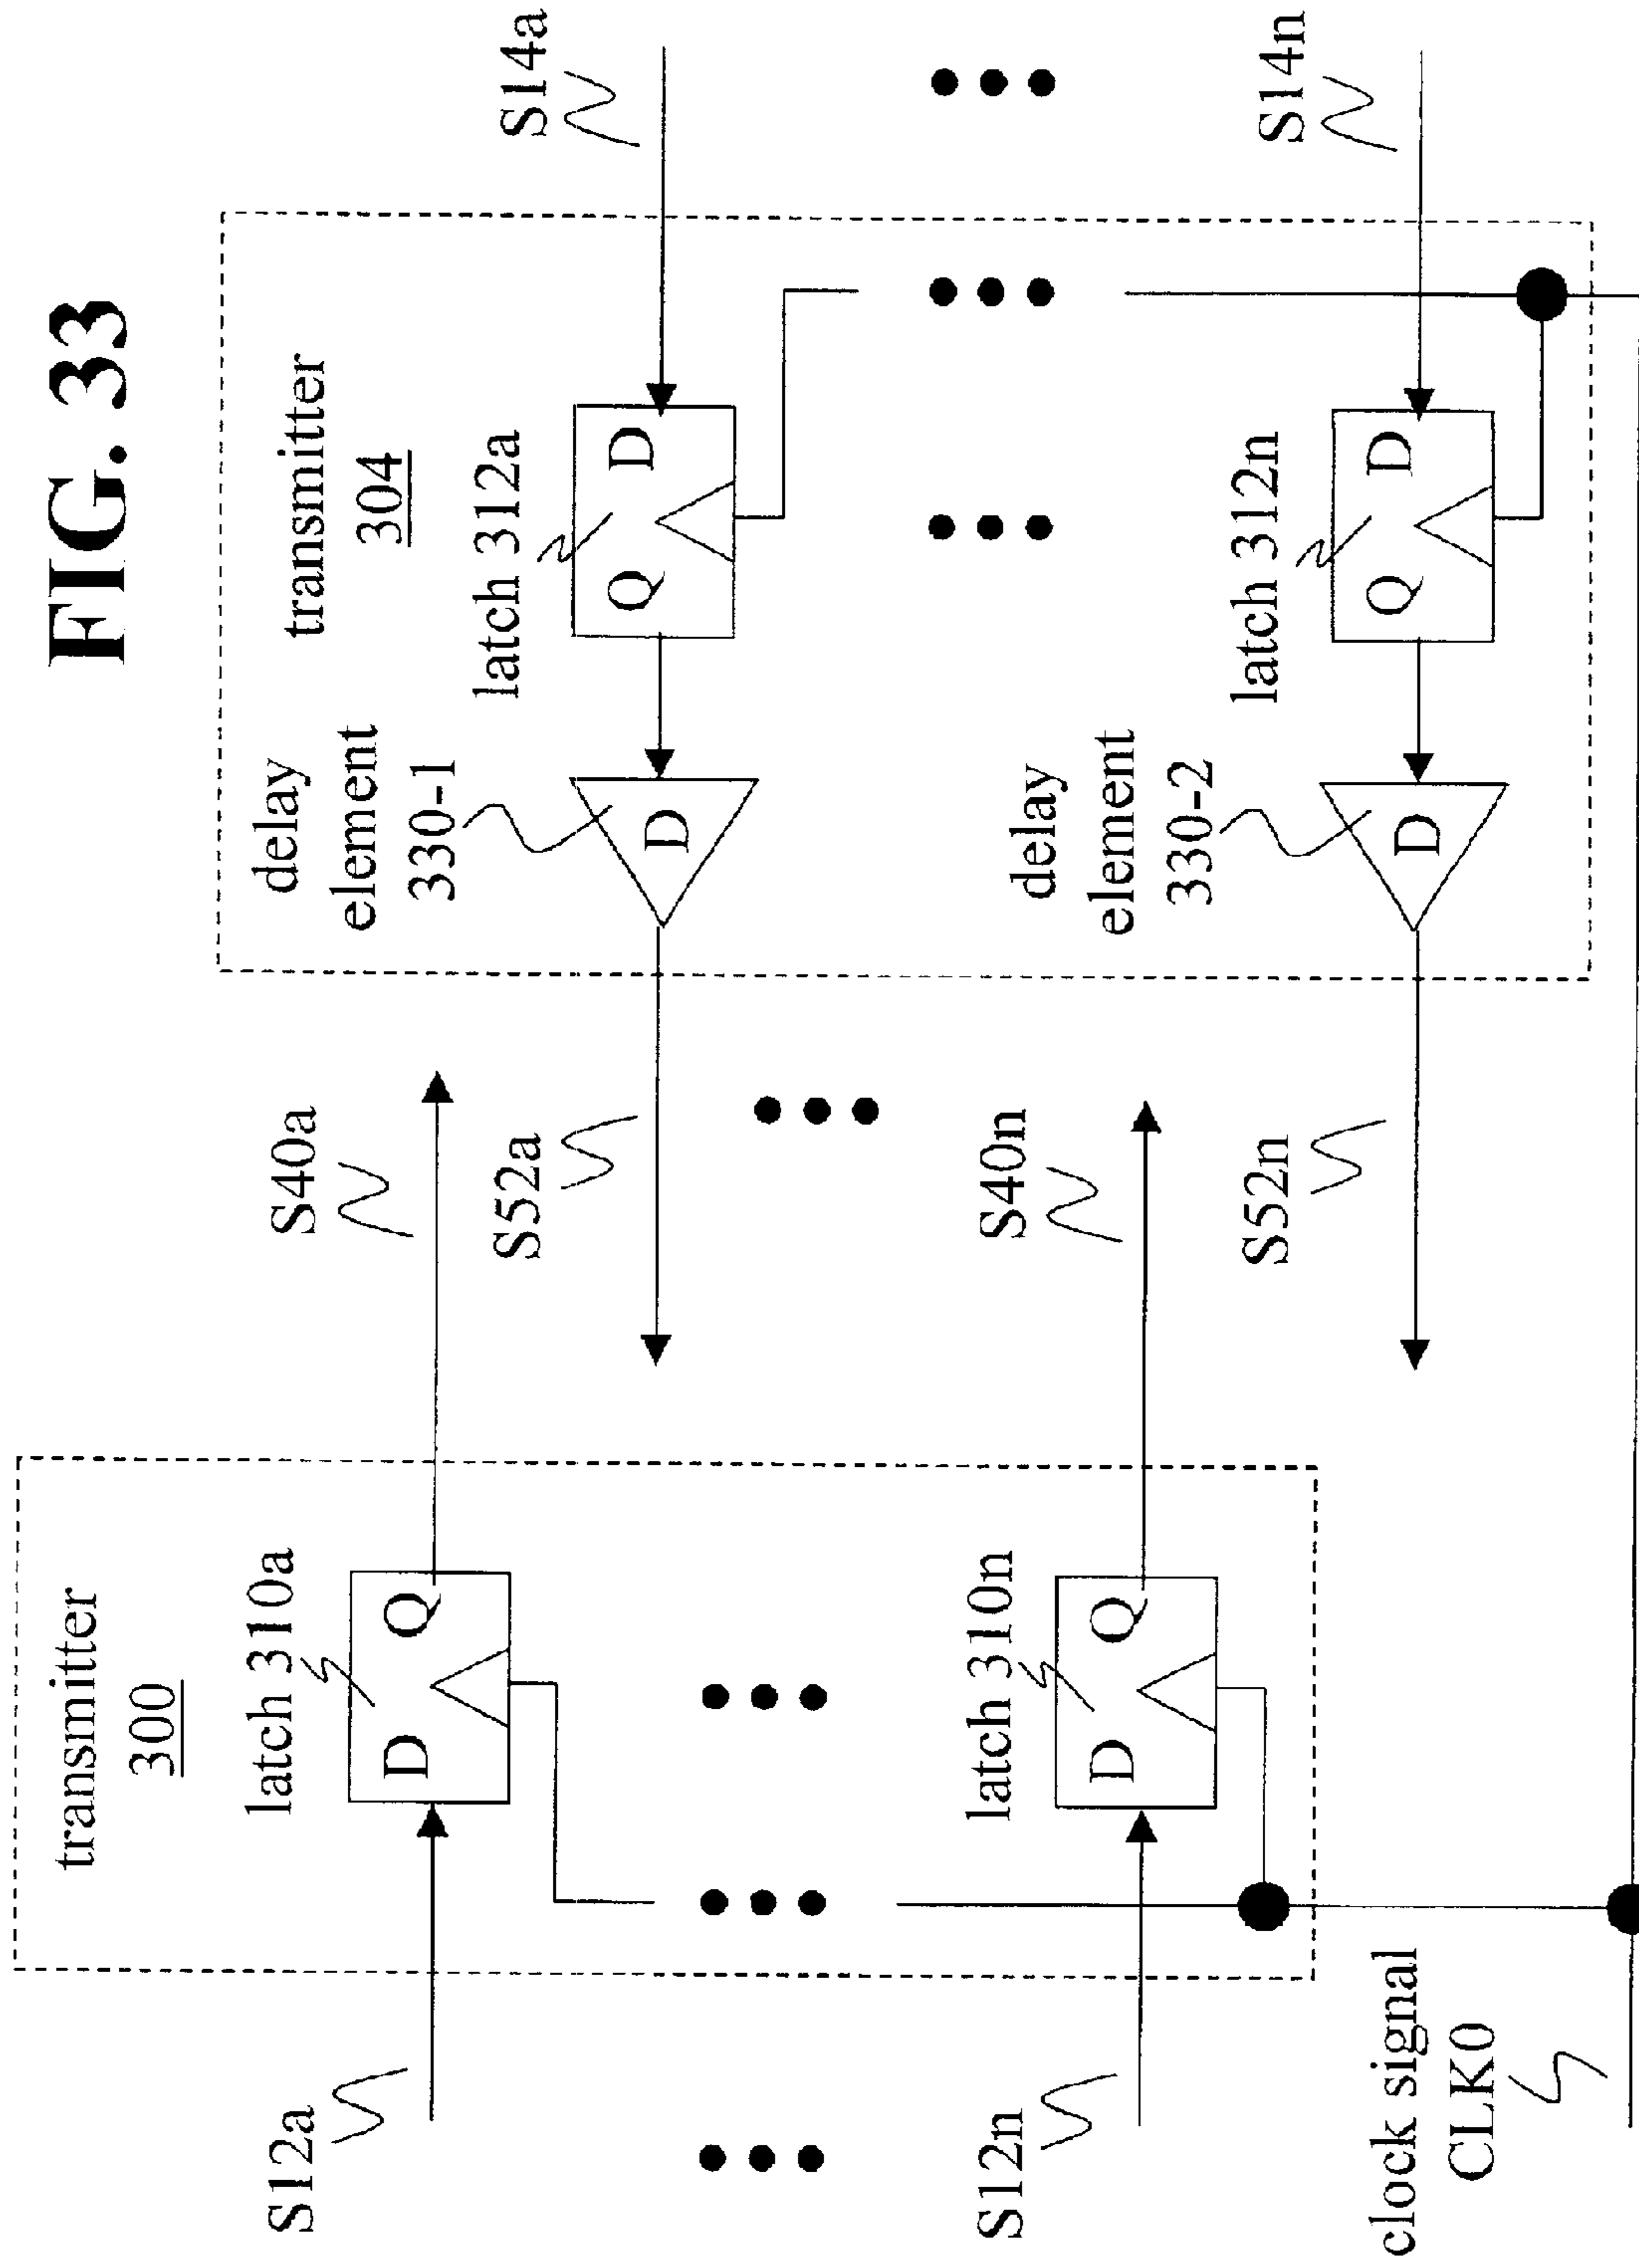 FIG. 33
transmitter
300
latch 310a
D
Q
S12a
S40a
latch 310n
D
Q
S12n
S40n
clock signal
CLK0
transmitter
304
delay
element
330-1
D
latch 312a
Q
D
S14a
S52a
delay
element
330-2
D
latch 312n
Q
D
S14n
S52n